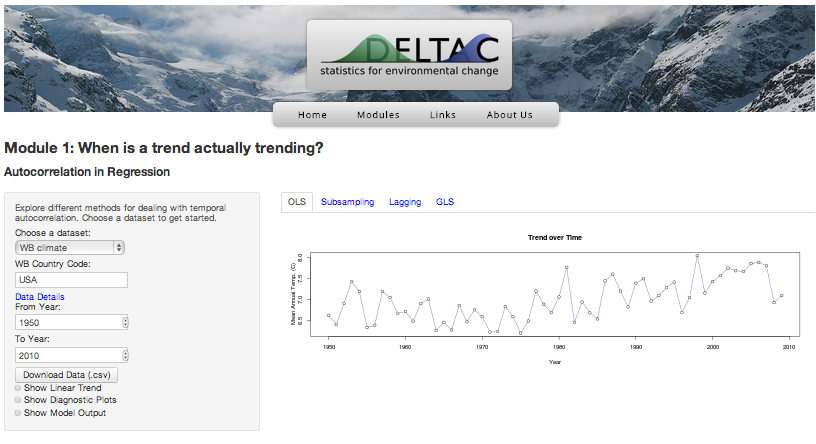 DELTA C
statistics for environmental change
Home Modules Links About Us
Module 1: When is a trend actually trending?
Autocorrelation in Regression
Explore different methods for dealing with temporal
autocorrelation. Choose a dataset to get started.
Choose a dataset:
WB climate
WB Country Code:
USA
Data Details
From Year:
1950
To Year:
2010
Download Data (.csv)
Show Linear Trend
Show Diagnostic Plots
Show Model Output
OLS Subsampling Lagging GLS
Trend over Time
Mean Annual Temp. (C)
8.0
7.5
7.0
6.5
1950 1960 1970 1980 1990 2000 2010
Year